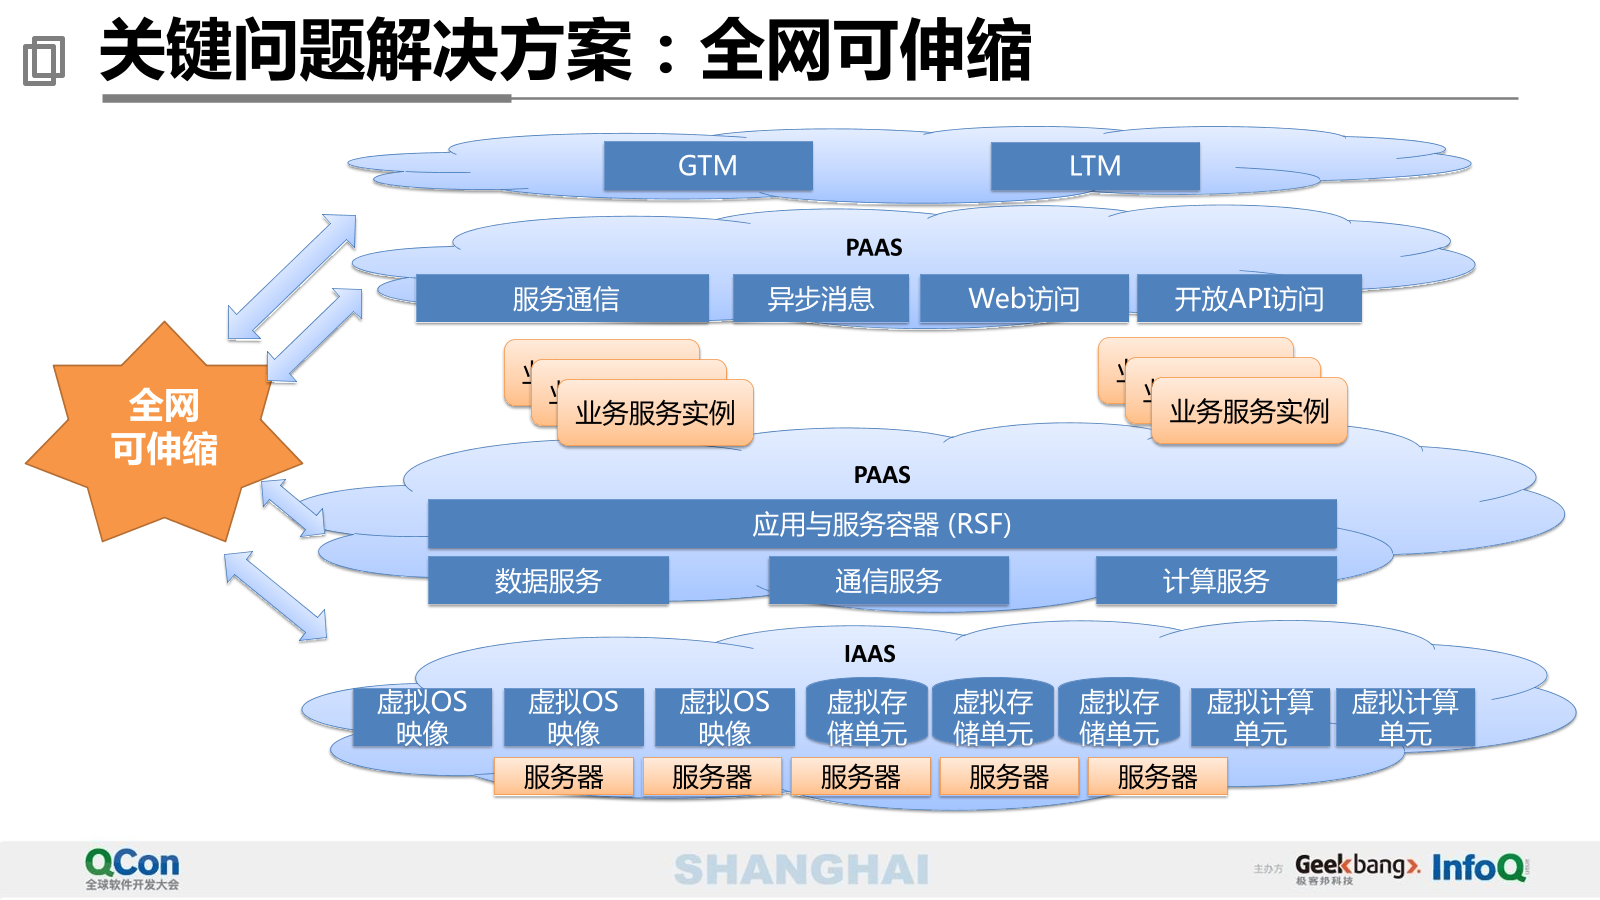 关键问题解决方案：全网可伸缩
GTM
LTM
PAAS
服务通信
异步消息
Web访问
开放API访问
全网
可伸缩
业
业
业务服务实例
业
业
业务服务实例
PAAS
应用与服务容器 (RSF)
数据服务
通信服务
计算服务
IAAS
虚拟OS
映像
虚拟OS
映像
虚拟OS
映像
虚拟存
储单元
虚拟存
储单元
虚拟存
储单元
虚拟计算
单元
虚拟计算
单元
服务器
服务器
服务器
服务器
服务器
QCon
全球软件开发大会
SHANGHAI
主办方
Geekbang>.
极客邦科技
InfoQ